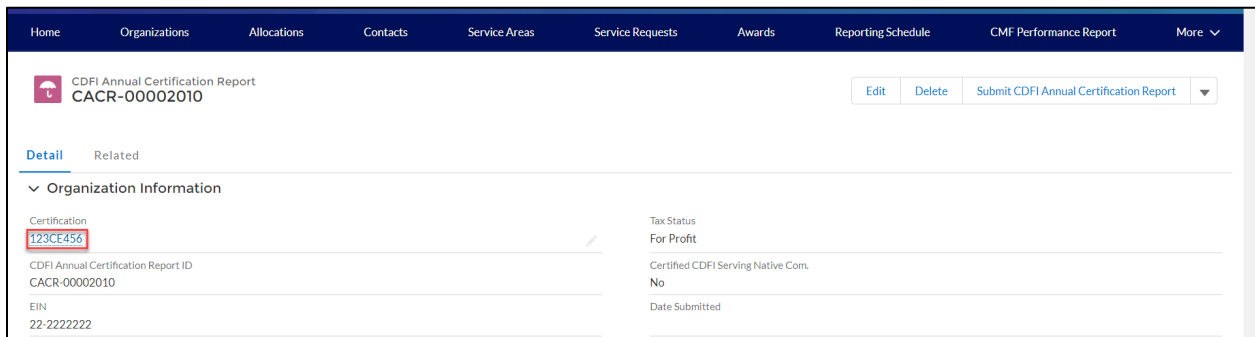 Home Organizations Allocations Contacts Service Areas Service Requests Awards Reporting Schedule CMF Performance Report More
CDFI Annual Certification Report
CACR-00002010
Edit Delete Submit CDFI Annual Certification Report
Detail Related
Organization Information
Certification Tax Status
123CE456 For Profit
CDFI Annual Certification Report ID Certified CDFI Serving Native Com.
CACR-00002010 No
EIN Date Submitted
22-2222222